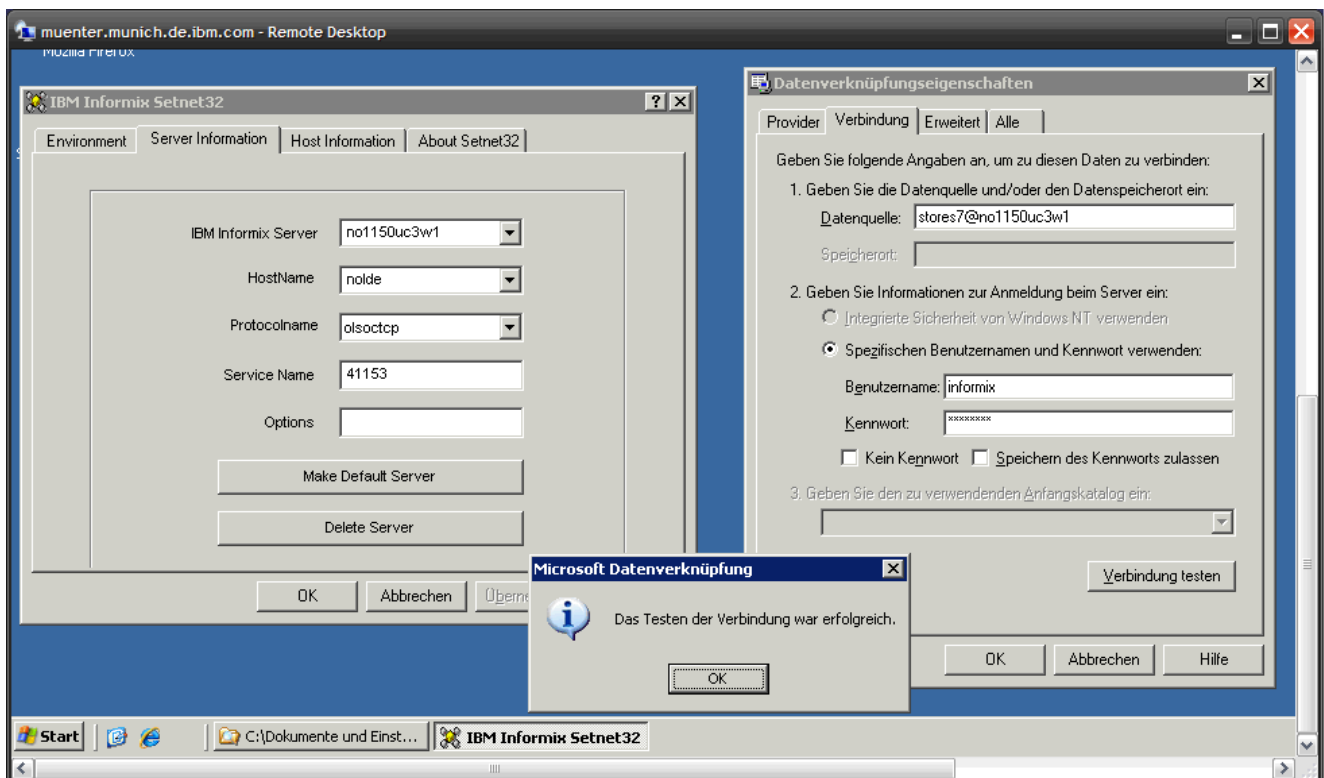 muenter.munich.de.ibm.com - Remote Desktop
Mozilla Firefox
IBM Informix Setnet32
Environment
Server Information
Host Information
About Setnet32
IBM Informix Server
no1150uc3w1
HostName
nolde
Protocolname
olsoctcp
Service Name
41153
Options
Make Default Server
Delete Server
OK
Abbrechen
Datenverknüpfungseigenschaften
Provider
Verbindung
Erweitert
Alle
Geben Sie folgende Angaben an, um zu diesen Daten zu verbinden:
1. Geben Sie die Datenquelle und/oder den Datenspeicherort ein:
Datenquelle:
stores7@no1150uc3w1
Speicherort:
2. Geben Sie Informationen zur Anmeldung beim Server ein:
Integrierte Sicherheit von Windows NT verwenden
Spezifischen Benutzernamen und Kennwort verwenden:
Benutzername:
informix
Kennwort:
********
Kein Kennwort
Speichern des Kennworts zulassen
3. Geben Sie den zu verwendenden Anfangskatalog ein:
Verbindung testen
OK
Abbrechen
Hilfe
Microsoft Datenverknüpfung
Das Testen der Verbindung war erfolgreich.
OK
Start
C:\Dokumente und Einst...
IBM Informix Setnet32